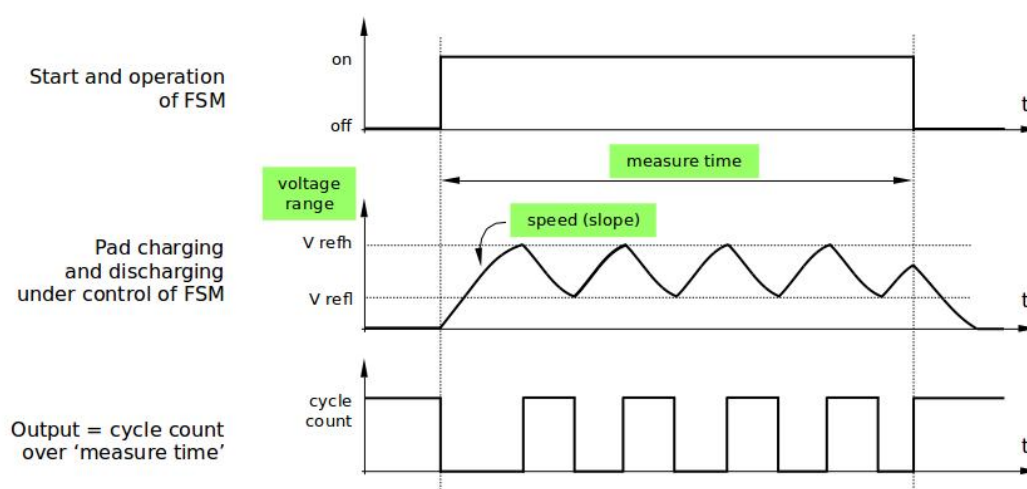 Start and operation
of FSM
on
off
t
measure time
voltage
range
speed (slope)
V refh
V refl
Pad charging
and discharging
under control of FSM
t
cycle
count
Output = cycle count
over ‘measure time’
t